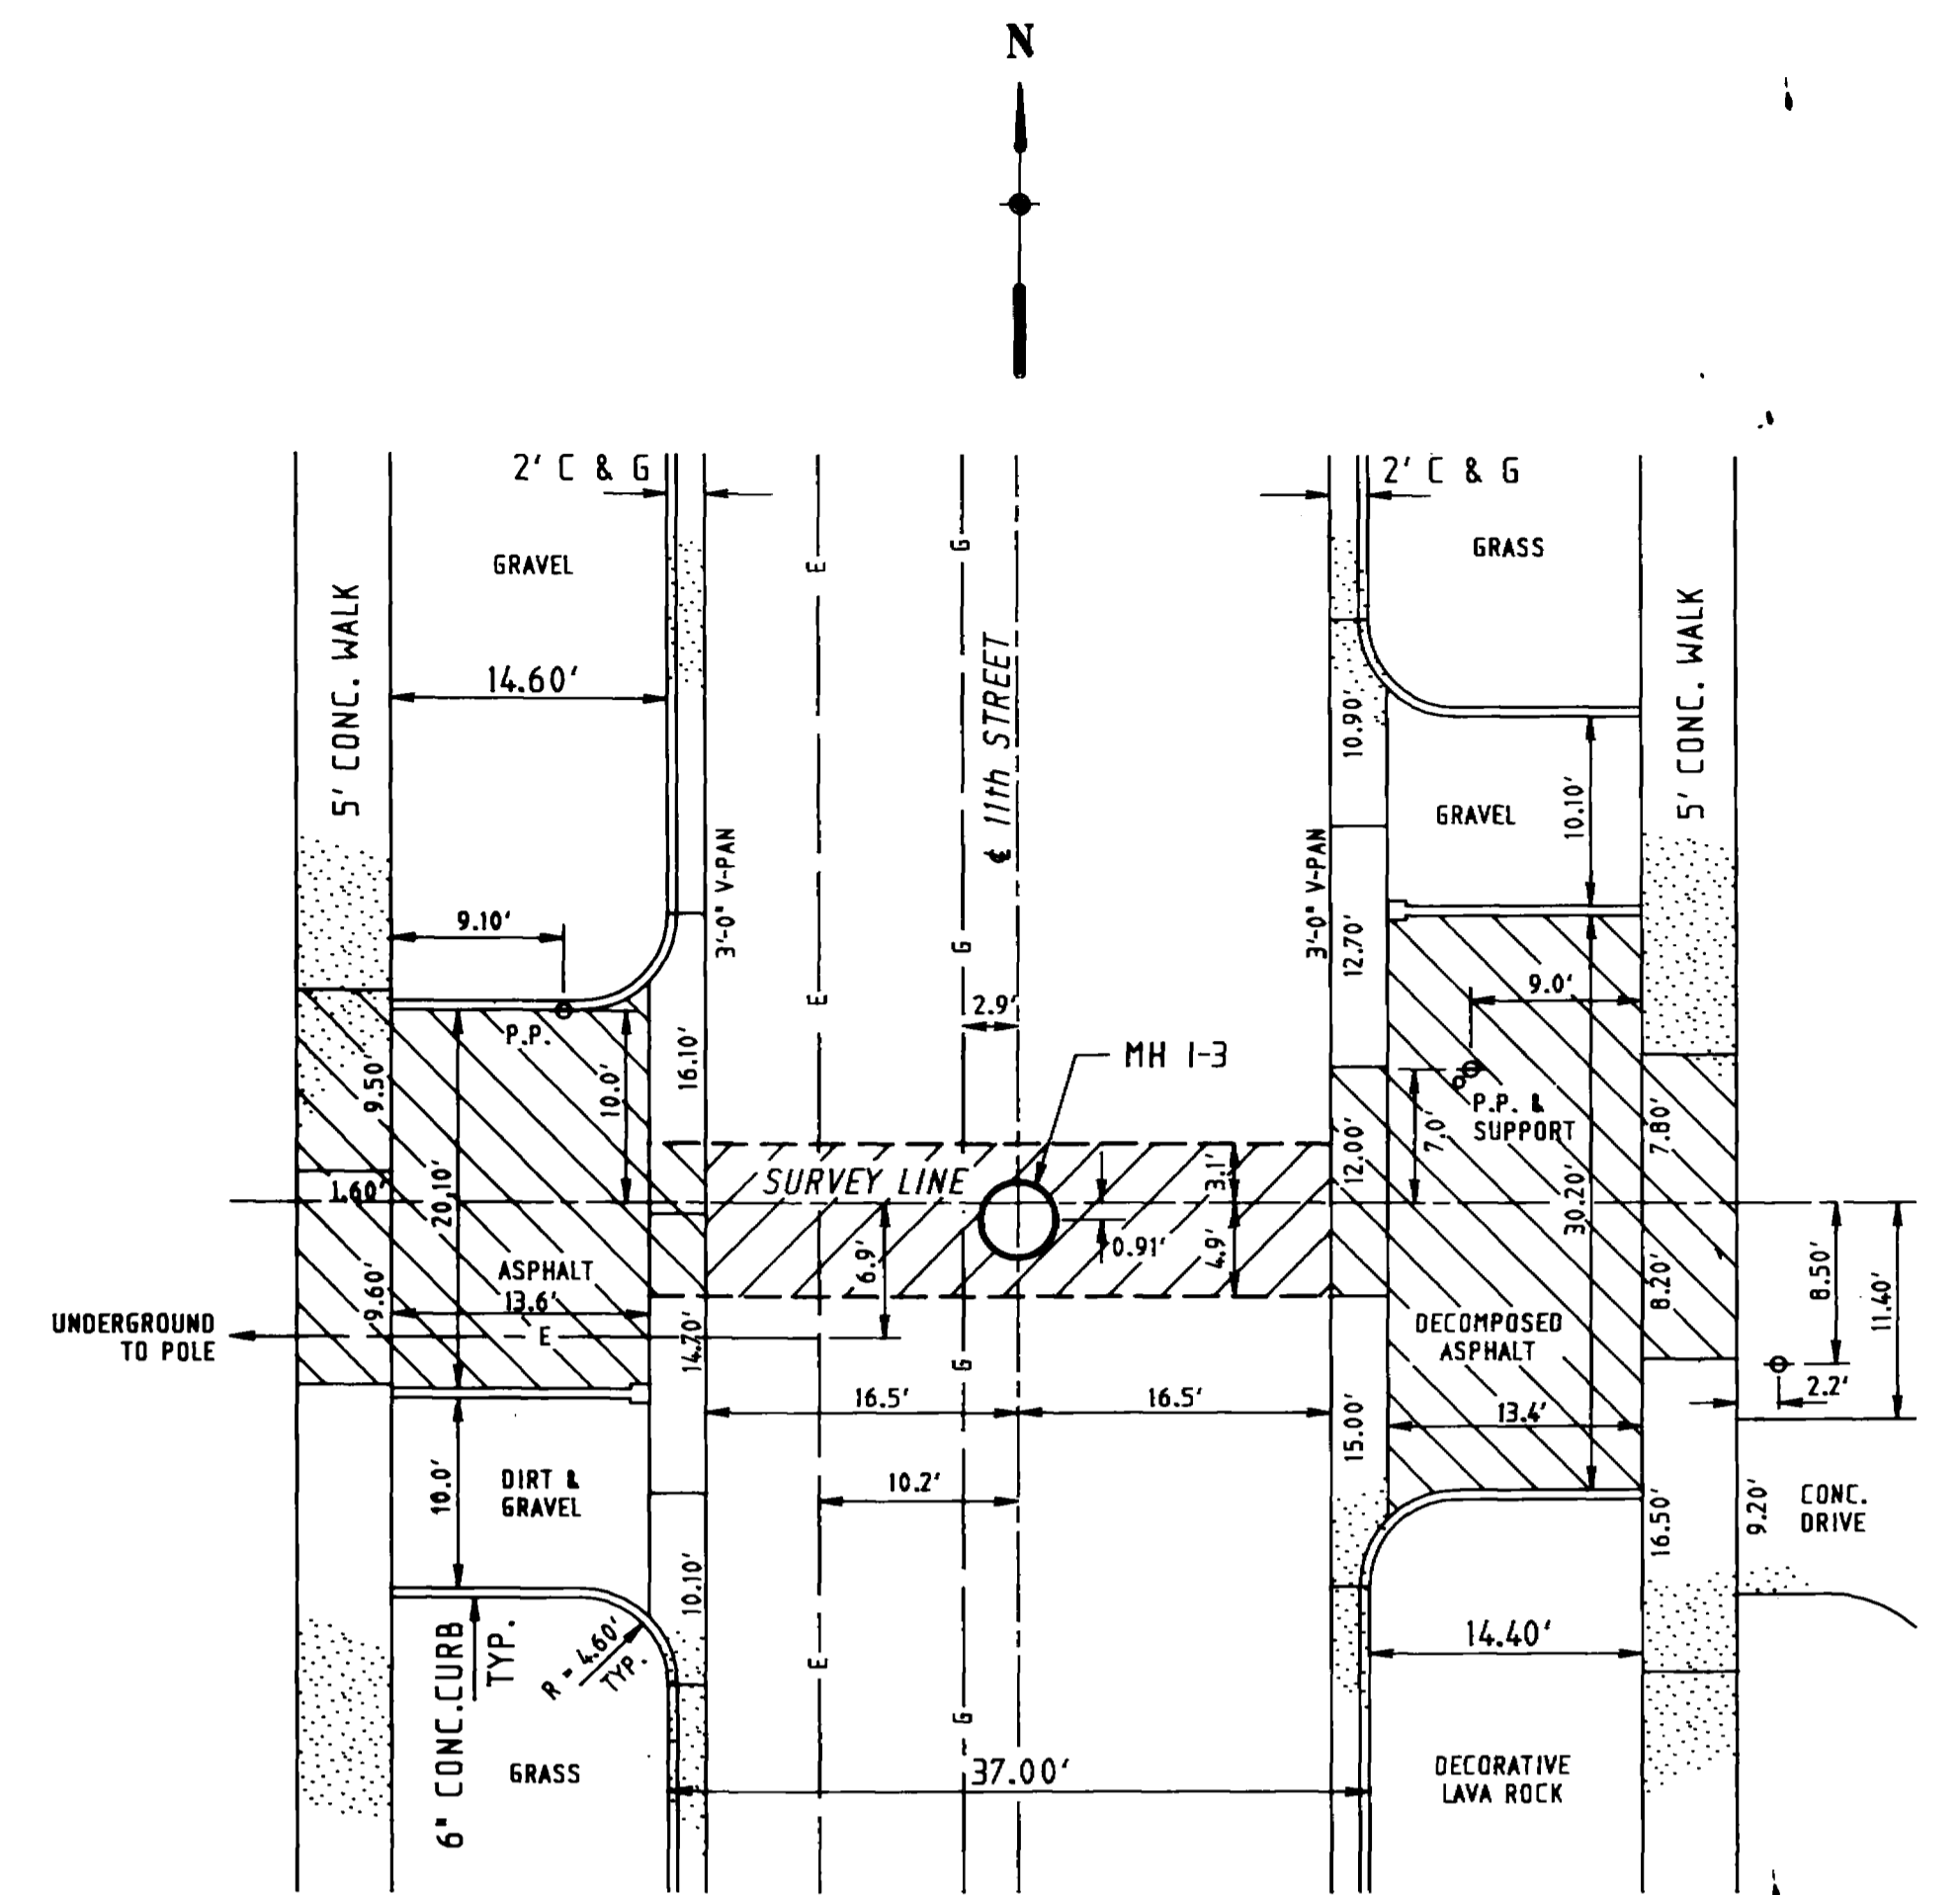 N
2' C & G
2' C & G
GRAVEL
GRASS
5' CONC. WALK
5' CONC. WALK
E
G
℄ 11th STREET
14.60'
10.90'
GRAVEL
10.10'
3'-0" V-PAN
3'-0" V-PAN
9.10'
12.70'
9.0'
G
E
2.9'
P.P.
MH 1-3
9.50'
10.0'
16.10'
P.P. &
SUPPORT
7.0'
7.80'
12.00'
SURVEY LINE
3.1'
1.60'
20.10'
30.20'
0.91'
4.9'
6.9'
ASPHALT
13.6'
9.60'
E
8.20'
8.50'
11.40'
UNDERGROUND
TO POLE
14.70'
G
DECOMPOSED
ASPHALT
2.2'
16.5'
16.5'
13.4'
15.00'
10.2'
10.0'
DIRT &
GRAVEL
16.50'
9.20'
CONC.
DRIVE
10.10'
6" CONC.CURB
TYP.
R = 4.60'
TYP.
E
G
14.40'
GRASS
37.00'
DECORATIVE
LAVA ROCK